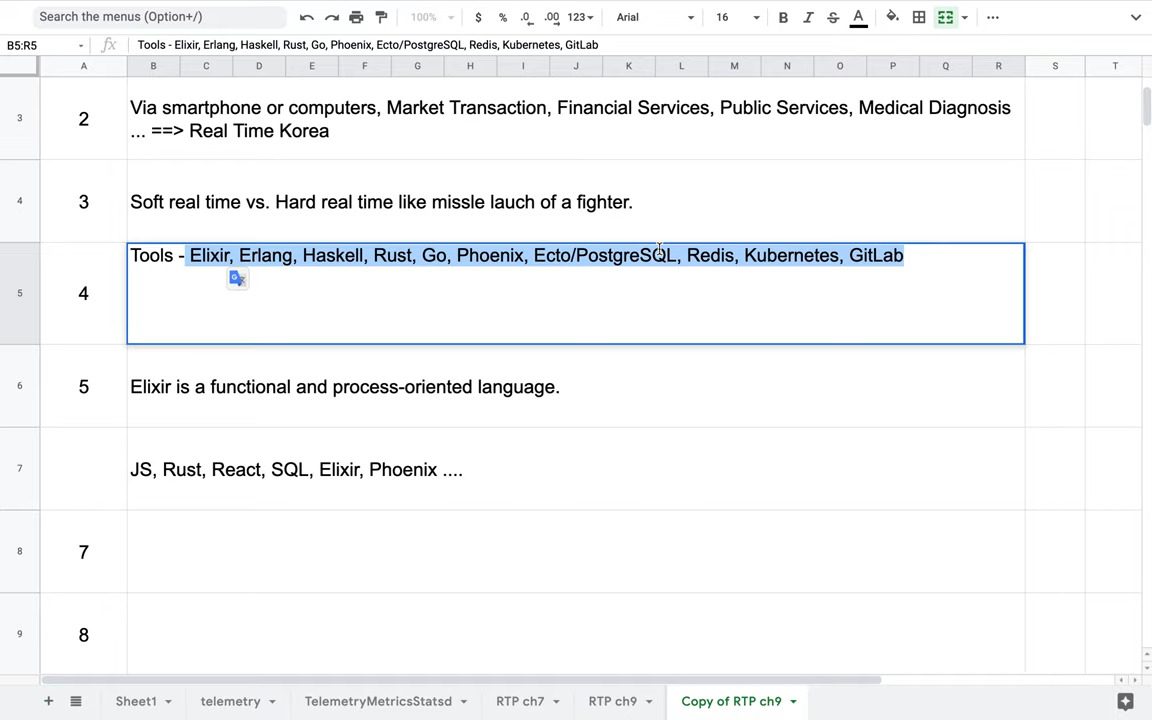 Search the menus (Option+/)
100%
$ % .0 .00 123
Arial
16
B I S A
B5:R5
fx
Tools - Elixir, Erlang, Haskell, Rust, Go, Phoenix, Ecto/PostgreSQL, Redis, Kubernetes, GitLab
A B C D E F G H I J K L M N O P Q R S T
3
2
Via smartphone or computers, Market Transaction, Financial Services, Public Services, Medical Diagnosis
... ==> Real Time Korea
4
3
Soft real time vs. Hard real time like missle lauch of a fighter.
5
4
Tools - Elixir, Erlang, Haskell, Rust, Go, Phoenix, Ecto/PostgreSQL, Redis, Kubernetes, GitLab
6
5
Elixir is a functional and process-oriented language.
7
JS, Rust, React, SQL, Elixir, Phoenix ....
8
7
9
8
Sheet1
telemetry
TelemetryMetricsStatsd
RTP ch7
RTP ch9
Copy of RTP ch9